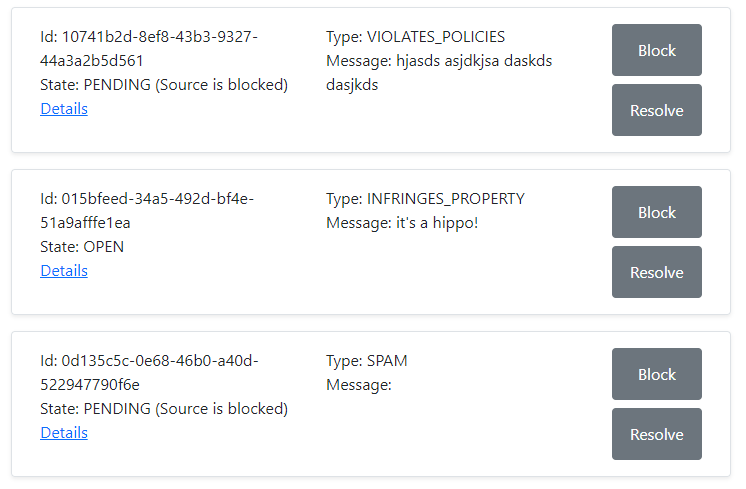 Id: 10741b2d-8ef8-43b3-9327-
44a3a2b5d561
State: PENDING (Source is blocked)
Details
Type: VIOLATES_POLICIES
Message: hjasds asjdkjsa daskds
dasjkds
Block
Resolve
Id: 015bfeed-34a5-492d-bf4e-
51a9afffe1ea
State: OPEN
Details
Type: INFRINGES_PROPERTY
Message: it's a hippo!
Block
Resolve
Id: 0d135c5c-0e68-46b0-a40d-
522947790f6e
State: PENDING (Source is blocked)
Details
Type: SPAM
Message:
Block
Resolve